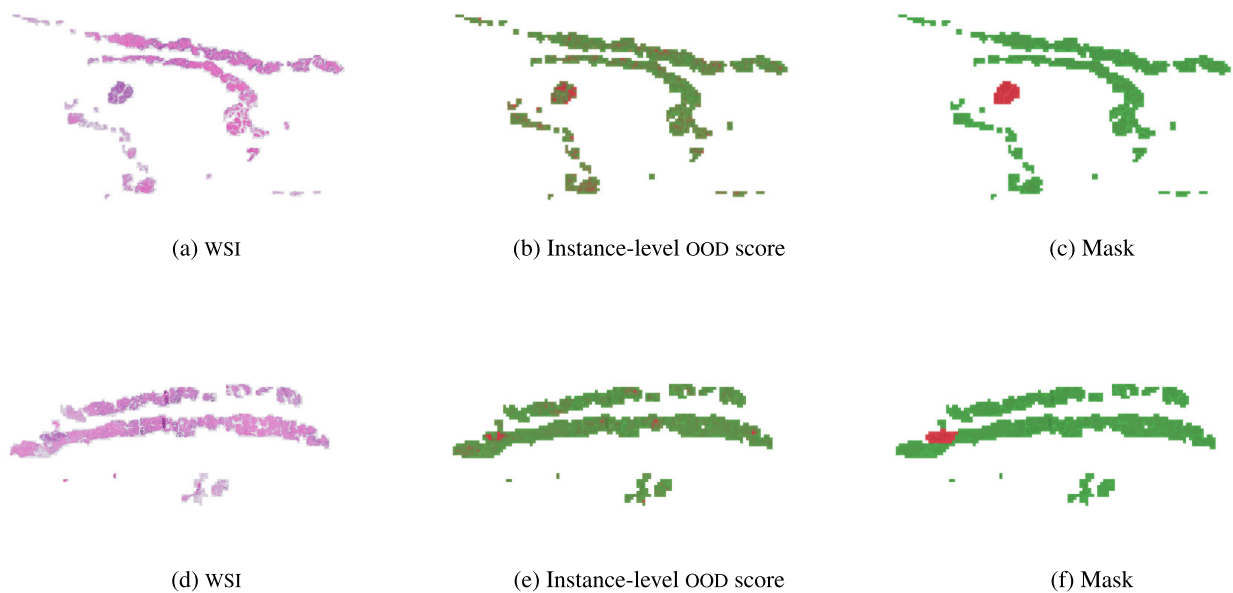 (a) WSI
(b) Instance-level OOD score
(c) Mask
(d) WSI
(e) Instance-level OOD score
(f) Mask